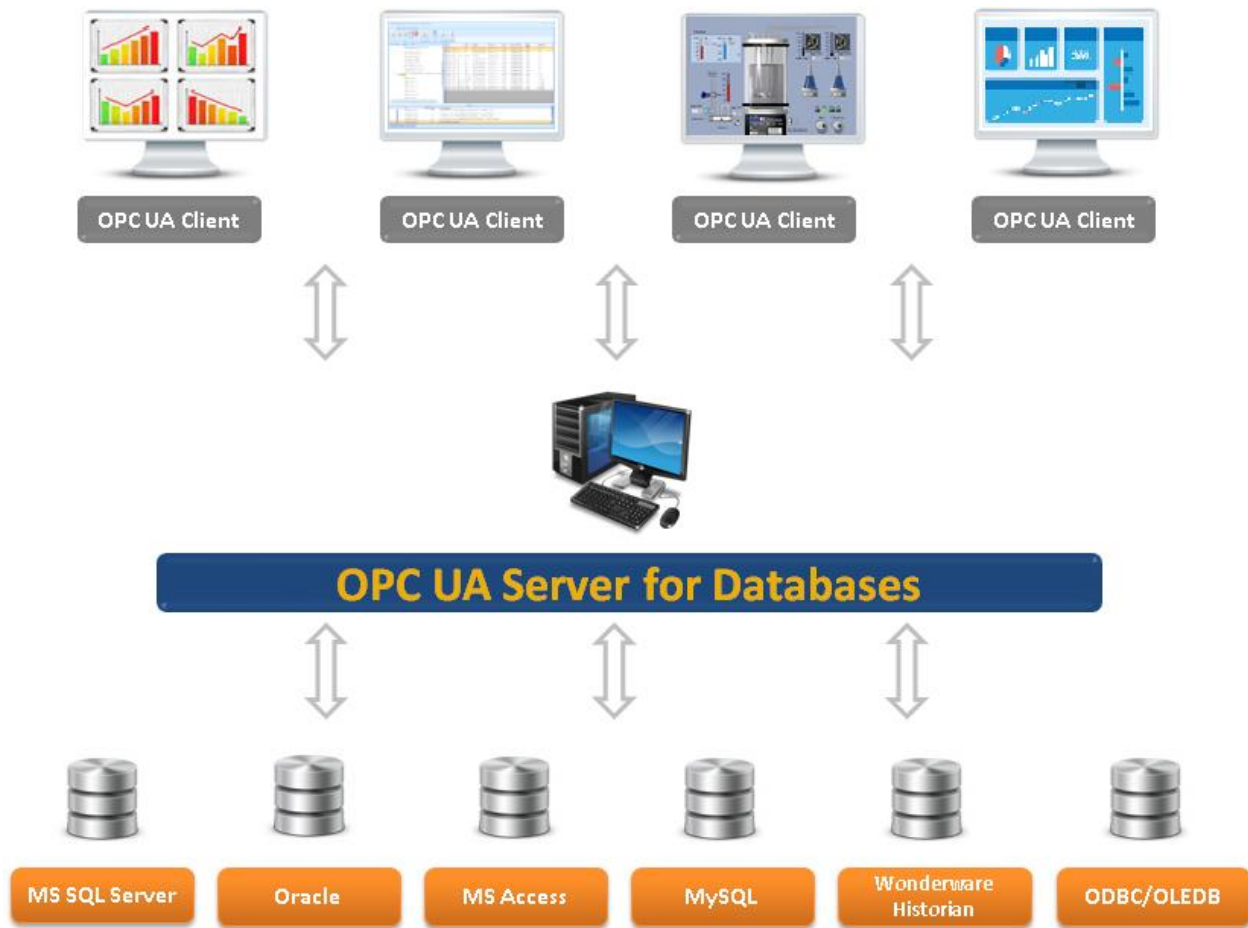 OPC UA Client
OPC UA Client
OPC UA Client
OPC UA Client
OPC UA Server for Databases
MS SQL Server
Oracle
MS Access
MySQL
Wonderware
Historian
ODBC/OLEDB